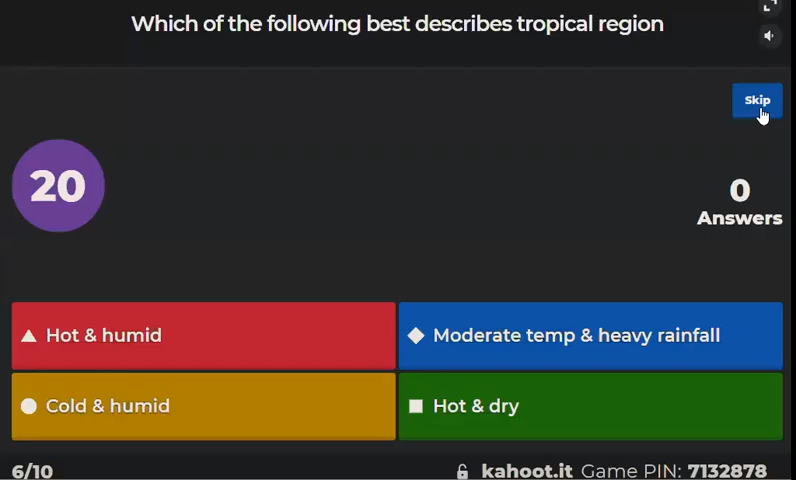 Which of the following best describes tropical region
Skip
20
0
Answers
Hot & humid
Moderate temp & heavy rainfall
Cold & humid
Hot & dry
6/10
kahoot.it Game PIN: 7132878